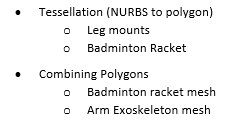 • Tessellation (NURBS to polygon)
o Leg mounts
o Badminton Racket
• Combining Polygons
o Badminton racket mesh
o Arm Exoskeleton mesh